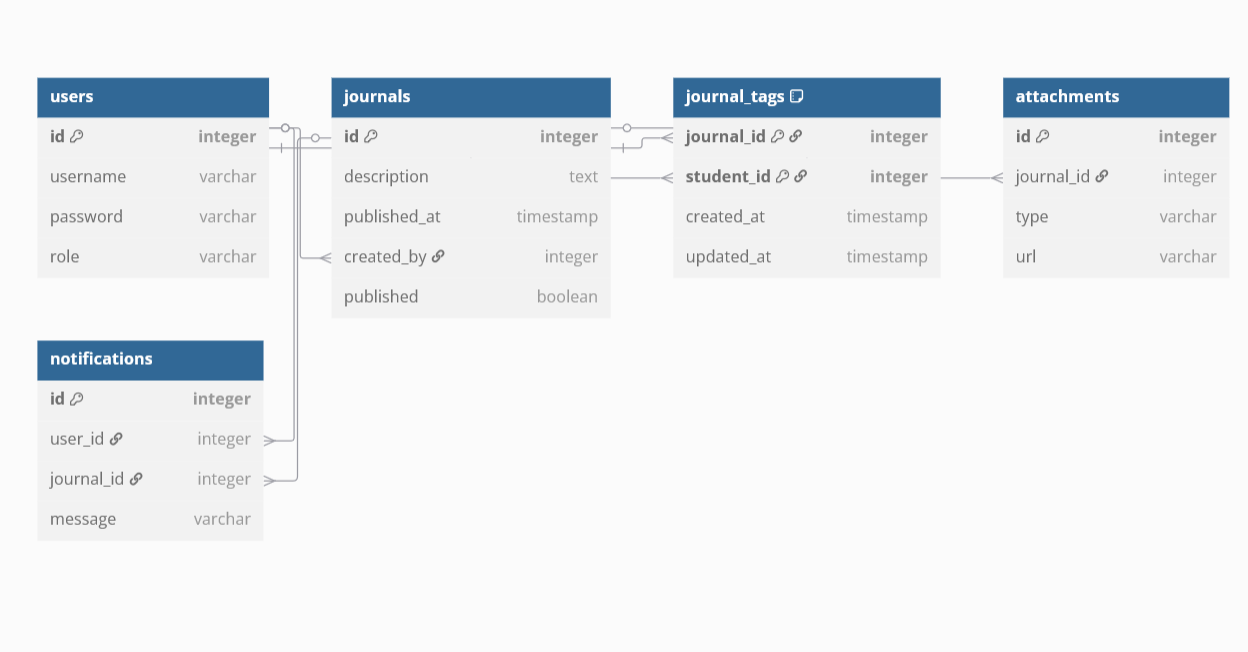 users
id integer
username varchar
password varchar
role varchar
journals
id integer
description text
published_at timestamp
created_by integer
published boolean
journal_tags
journal_id integer
student_id integer
created_at timestamp
updated_at timestamp
attachments
id integer
journal_id integer
type varchar
url varchar
notifications
id integer
user_id integer
journal_id integer
message varchar